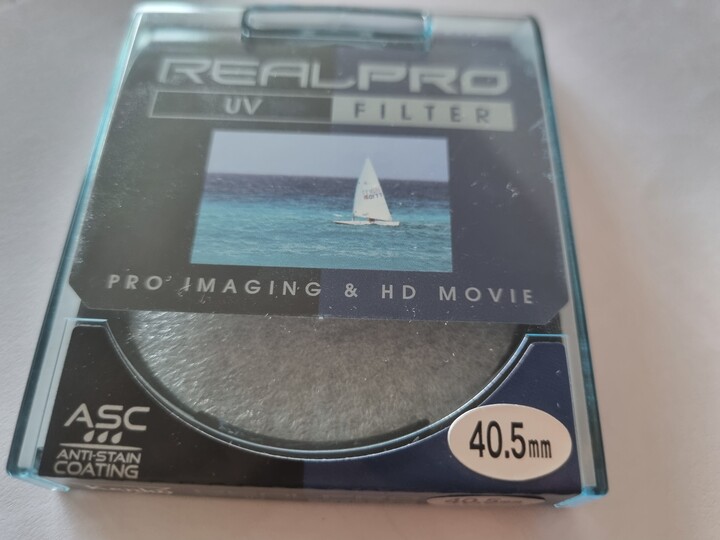 REALPRO
UV FILTER
PRO IMAGING & HD MOVIE
ASC
ANTI-STAIN
COATING
40.5mm